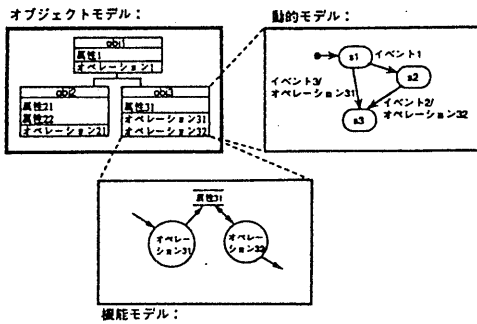 オブジェクトモデル：
obj1
属性1
オペレーション1
obj2
属性21
属性22
オペレーション21
obj3
属性31
オペレーション31
オペレーション32
動的モデル：
s1
イベント1
s2
イベント3/
オペレーション31
イベント2/
オペレーション32
s3
属性31
オペレー
ション31
オペレー
ション32
機能モデル：